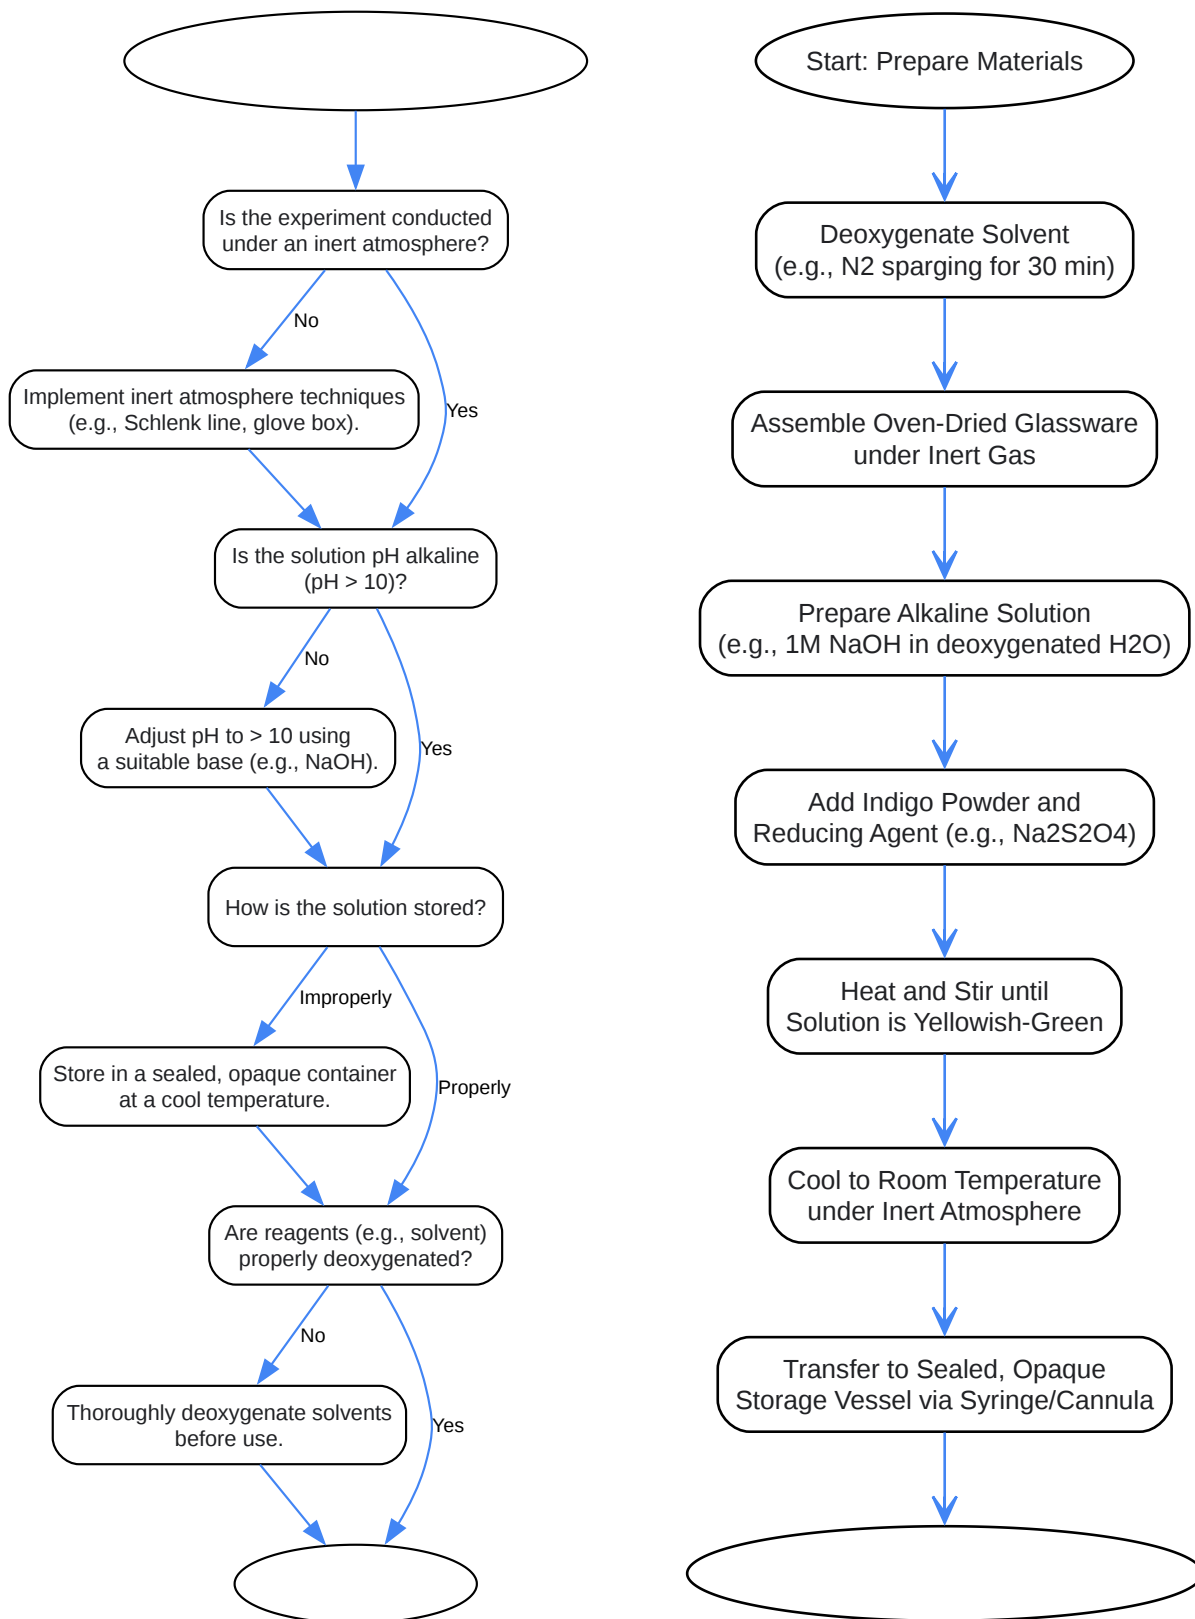 Is the experiment conducted
under an inert atmosphere?
No
Yes
Implement inert atmosphere techniques
(e.g., Schlenk line, glove box).
Is the solution pH alkaline
(pH > 10)?
No
Yes
Adjust pH to > 10 using
a suitable base (e.g., NaOH).
How is the solution stored?
Improperly
Properly
Store in a sealed, opaque container
at a cool temperature.
Are reagents (e.g., solvent)
properly deoxygenated?
No
Yes
Thoroughly deoxygenate solvents
before use.
Start: Prepare Materials
Deoxygenate Solvent
(e.g., N2 sparging for 30 min)
Assemble Oven-Dried Glassware
under Inert Gas
Prepare Alkaline Solution
(e.g., 1M NaOH in deoxygenated H2O)
Add Indigo Powder and
Reducing Agent (e.g., Na2S2O4)
Heat and Stir until
Solution is Yellowish-Green
Cool to Room Temperature
under Inert Atmosphere
Transfer to Sealed, Opaque
Storage Vessel via Syringe/Cannula